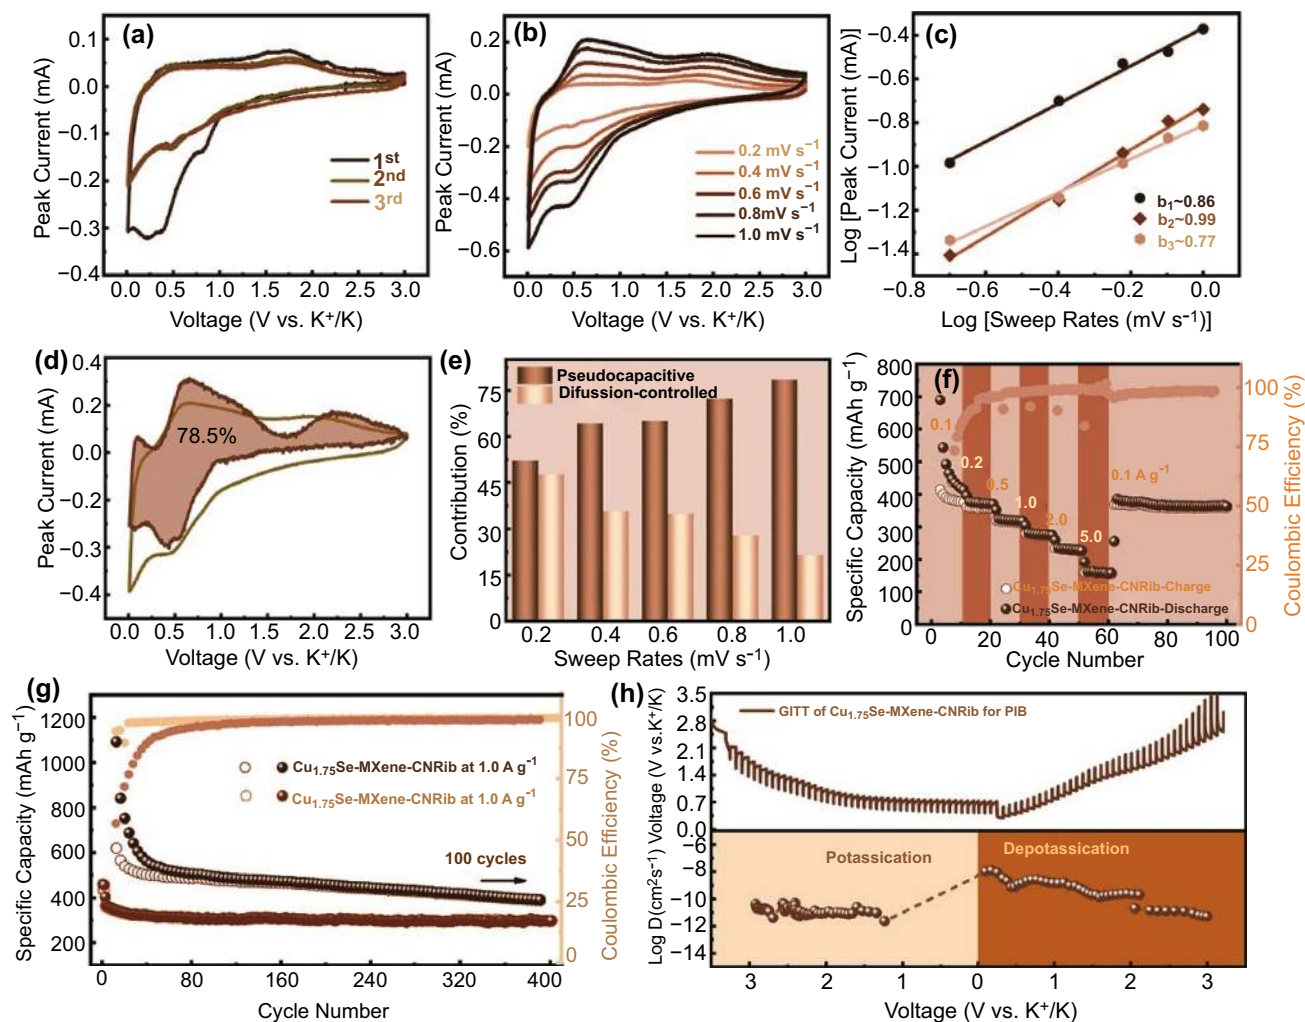 (a)
Peak Current (mA)
0.1
0.0
−0.1
−0.2
−0.3
−0.4
1st
2nd
3rd
0.0 0.5 1.0 1.5 2.0 2.5 3.0
Voltage (V vs. K⁺/K)
(b)
Peak Current (mA)
0.2
0.0
−0.2
−0.4
−0.6
0.2 mV s⁻¹
0.4 mV s⁻¹
0.6 mV s⁻¹
0.8mV s⁻¹
1.0 mV s⁻¹
0.0 0.5 1.0 1.5 2.0 2.5 3.0
Voltage (V vs. K⁺/K)
(c)
Log [Peak Current (mA)]
−0.4
−0.6
−0.8
−1.0
−1.2
−1.4
b₁~0.86
b₂~0.99
b₃~0.77
−0.8 −0.6 −0.4 −0.2 0.0
Log [Sweep Rates (mV s⁻¹)]
(d)
Peak Current (mA)
0.4
0.2
0.0
−0.2
−0.3
−0.4
78.5%
0.0 0.5 1.0 1.5 2.0 2.5 3.0
Voltage (V vs. K⁺/K)
(e)
Contribution (%)
75
60
45
30
15
0
Pseudocapacitive
Difussion-controlled
0.2 0.4 0.6 0.8 1.0
Sweep Rates (mV s⁻¹)
(f)
Specific Capacity (mAh g⁻¹)
800
700
600
500
400
300
200
100
0
0.1
0.2
0.5
1.0
2.0
5.0
0.1 A g⁻¹
Cu₁.₇₅Se-MXene-CNRib-Charge
Cu₁.₇₅Se-MXene-CNRib-Discharge
100
75
50
25
0
Coulombic Efficiency (%)
0 20 40 60 80 100
Cycle Number
(g)
Specific Capacity (mAh g⁻¹)
1200
1000
800
600
400
200
Cu₁.₇₅Se-MXene-CNRib at 1.0 A g⁻¹
Cu₁.₇₅Se-MXene-CNRib at 1.0 A g⁻¹
100 cycles
100
75
50
25
0
Coulombic Efficiency (%)
0 40 80 160 240 320 400
Cycle Number
(h)
Voltage (V vs.K⁺/K)
3.5
2.8
2.1
1.4
0.7
0.0
GITT of Cu₁.₇₅Se-MXene-CNRib for PIB
Log D(cm²s⁻¹)
−6
−8
−10
−12
−14
Potassication
Depotassication
3 2 1 0 1 2 3
Voltage (V vs. K⁺/K)